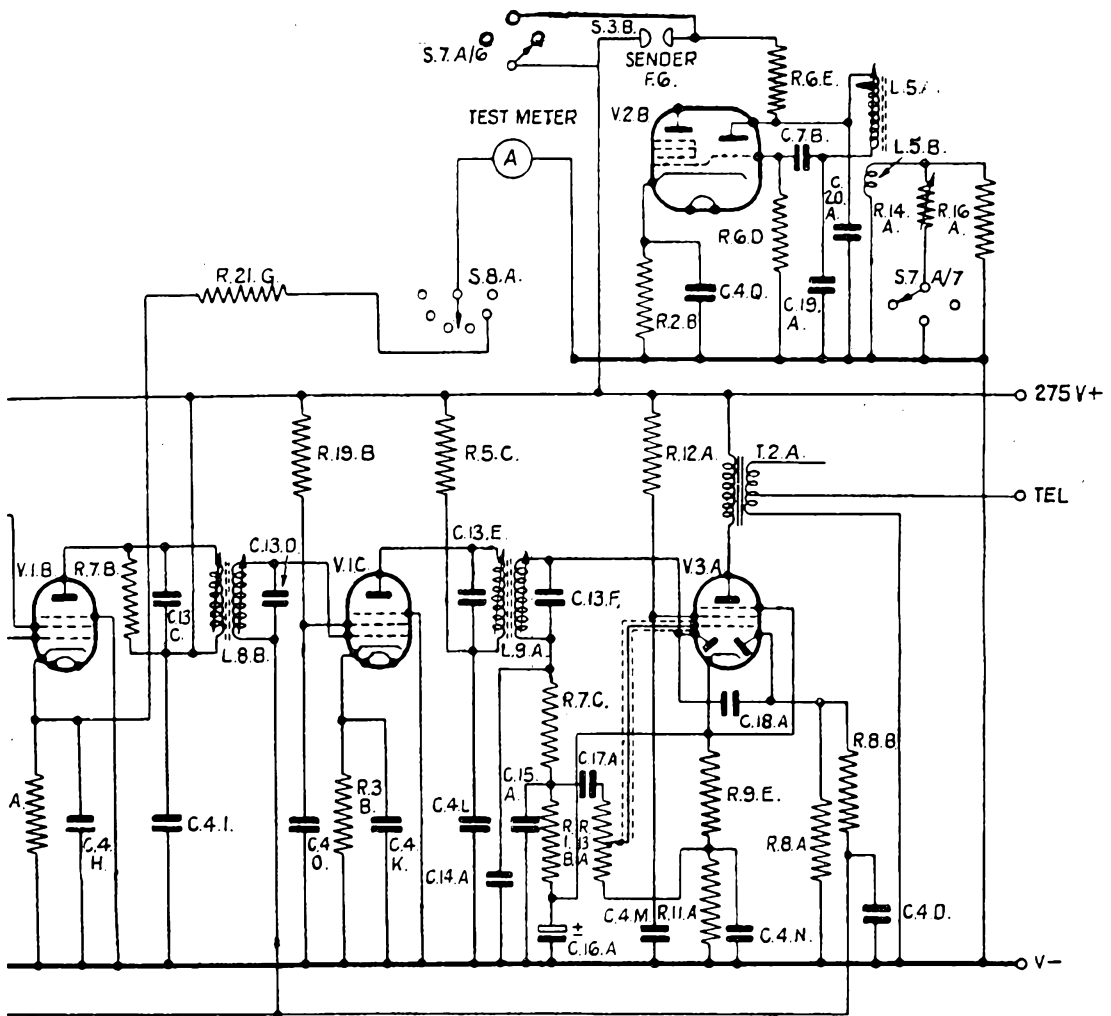 S.7.A/6
S.3.B.
SENDER
F.6.
R.6.E.
L.5.A.
TEST METER
A
V.2.B
C.7.B.
L.5.B.
C.
20.
A.
R.14.
A.
R.16.
A.
R.6.D
S.7.A/7
R.21.G.
S.8.A.
C.4.Q.
R.2.B
C.19.
A.
275V+
R.19.B
R.5.C.
R.12.A.
T.2.A.
TEL
V.1.B
R.7.B.
C.13.D.
V.1.C.
C.13.E.
V.3.A
C.13
C.
C.13.F.
L.8.B.
L.9.A.
R.7.C.
C.18.A
R.8.B.
A.
C.4.
H.
C.4.I.
C.4.
O.
R.3
B.
C.4.
K.
C.4.L
C.15.
A.
C.17.A
R.
1.
B.
R.
13
A
R.9.E.
R.8.A
C.14.A
C.4.M
R.11.A
C.4.N.
C.4.D.
±
C.16.A
V-